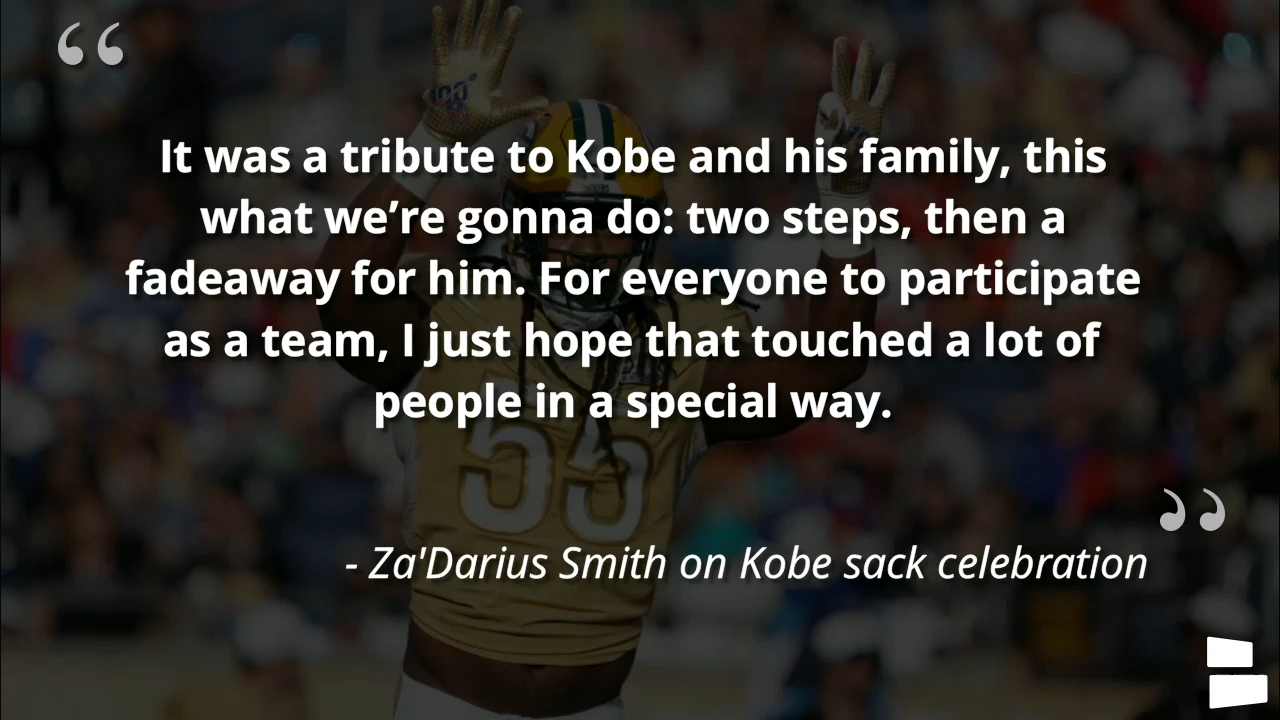 “
It was a tribute to Kobe and his family, this
what we’re gonna do: two steps, then a
fadeaway for him. For everyone to participate
as a team, I just hope that touched a lot of
people in a special way.
”
- Za'Darius Smith on Kobe sack celebration
55